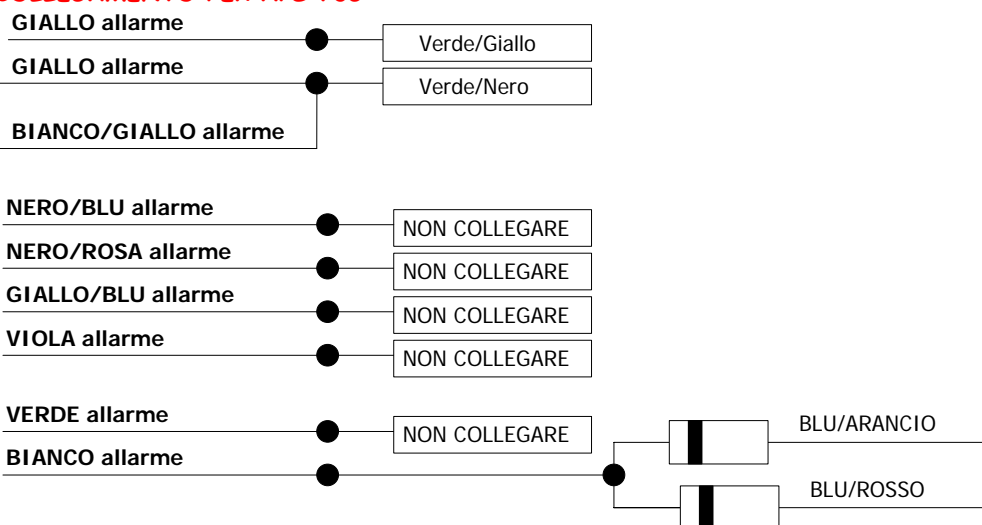 GIALLO allarme
Verde/Giallo
GIALLO allarme
Verde/Nero
BIANCO/GIALLO allarme
NERO/BLU allarme
NON COLLEGARE
NERO/ROSA allarme
NON COLLEGARE
GIALLO/BLU allarme
NON COLLEGARE
VIOLA allarme
NON COLLEGARE
VERDE allarme
NON COLLEGARE
BLU/ARANCIO
BIANCO allarme
BLU/ROSSO